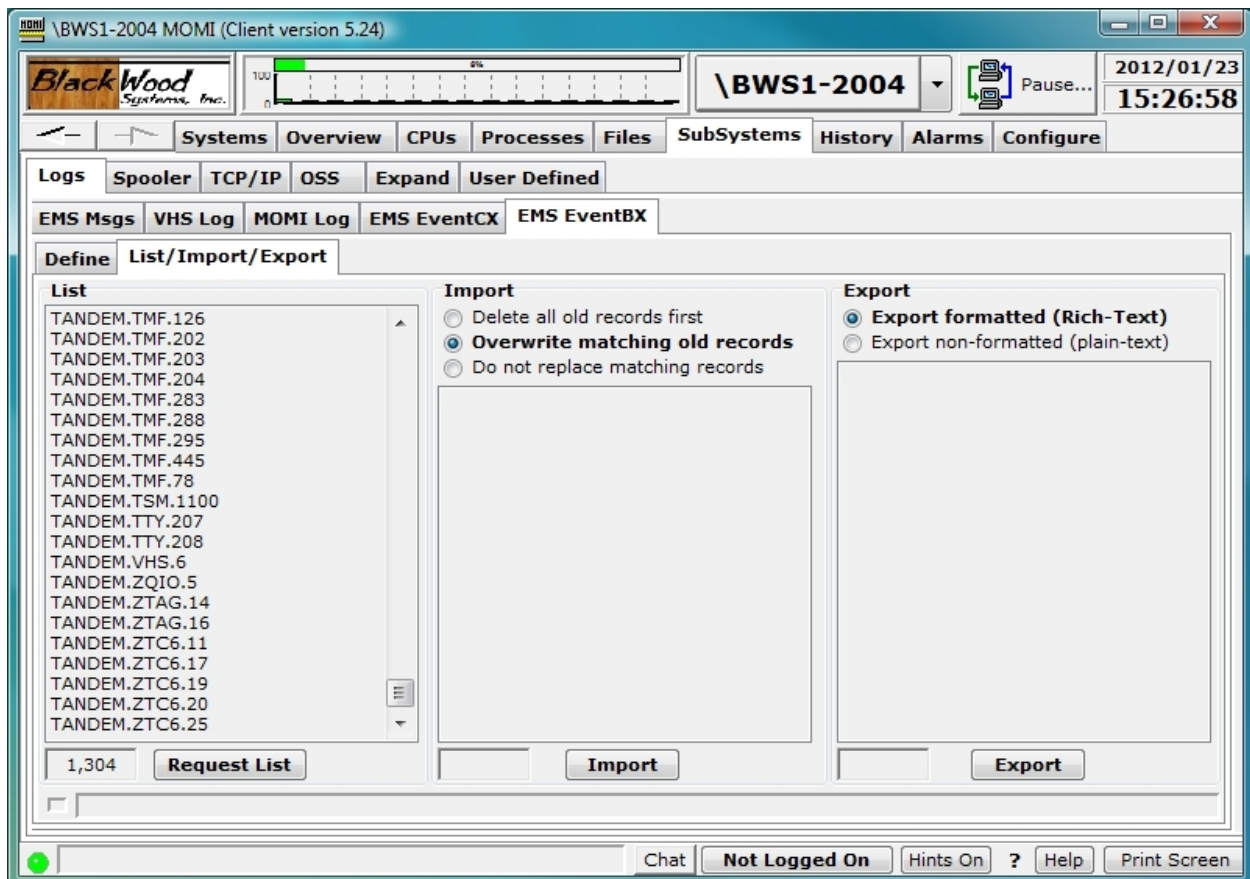 MOMI \BWS1-2004 MOMI (Client version 5.24)
BlackWood
Systems, Inc.
100
0
8%
\BWS1-2004
Pause...
2012/01/23
15:26:58
Systems Overview CPUs Processes Files SubSystems History Alarms Configure
Logs Spooler TCP/IP OSS Expand User Defined
EMS Msgs VHS Log MOMI Log EMS EventCX EMS EventBX
Define List/Import/Export
List
TANDEM.TMF.126
TANDEM.TMF.202
TANDEM.TMF.203
TANDEM.TMF.204
TANDEM.TMF.283
TANDEM.TMF.288
TANDEM.TMF.295
TANDEM.TMF.445
TANDEM.TMF.78
TANDEM.TSM.1100
TANDEM.TTY.207
TANDEM.TTY.208
TANDEM.VHS.6
TANDEM.ZQIO.5
TANDEM.ZTAG.14
TANDEM.ZTAG.16
TANDEM.ZTC6.11
TANDEM.ZTC6.17
TANDEM.ZTC6.19
TANDEM.ZTC6.20
TANDEM.ZTC6.25
1,304 Request List
Import
Delete all old records first
Overwrite matching old records
Do not replace matching records
Import
Export
Export formatted (Rich-Text)
Export non-formatted (plain-text)
Export
Chat Not Logged On Hints On ? Help Print Screen